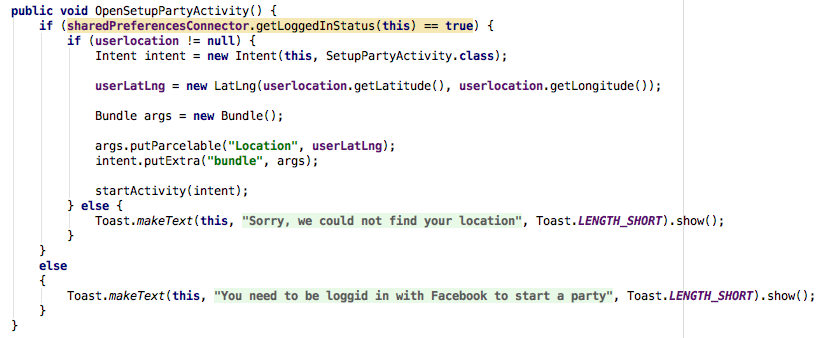 public void OpenSetupPartyActivity() {
    if (sharedPreferencesConnector.getLoggedInStatus(this) == true) {
        if (userlocation != null) {
            Intent intent = new Intent(this, SetupPartyActivity.class);

            userLatLng = new LatLng(userlocation.getLatitude(), userlocation.getLongitude());

            Bundle args = new Bundle();

            args.putParcelable("Location", userLatLng);
            intent.putExtra("bundle", args);

            startActivity(intent);
        } else {
            Toast.makeText(this, "Sorry, we could not find your location", Toast.LENGTH_SHORT).show();
        }
    }
    else
    {
        Toast.makeText(this, "You need to be loggid in with Facebook to start a party", Toast.LENGTH_SHORT).show();
    }
}